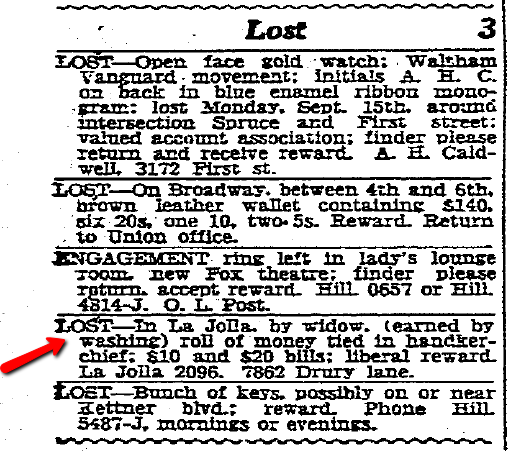 Lost 3
LOST—Open face gold watch; Waltham
Vanguard movement; initials A. H. C.
on back in blue enamel ribbon mono-
gram; lost Monday, Sept. 15th, around
intersection Spruce and First street;
valued account association; finder please
return and receive reward. A. H. Cald-
well, 3172 First st.
LOST—On Broadway, between 4th and 6th,
brown leather wallet containing $140,
six 20s, one 10, two 5s. Reward. Return
to Union office.
ENGAGEMENT ring left in lady's lounge
room, new Fox theatre; finder please
return, accept reward. Hill. 0657 or Hill.
4814-J. O. L. Post.
LOST—In La Jolla, by widow, (earned by
washing) roll of money tied in handker-
chief; $10 and $20 bills; liberal reward.
La Jolla 2096. 7862 Drury lane.
LOST—Bunch of keys, possibly on or near
Kettner blvd.; reward. Phone Hill.
5487-J, mornings or evenings.